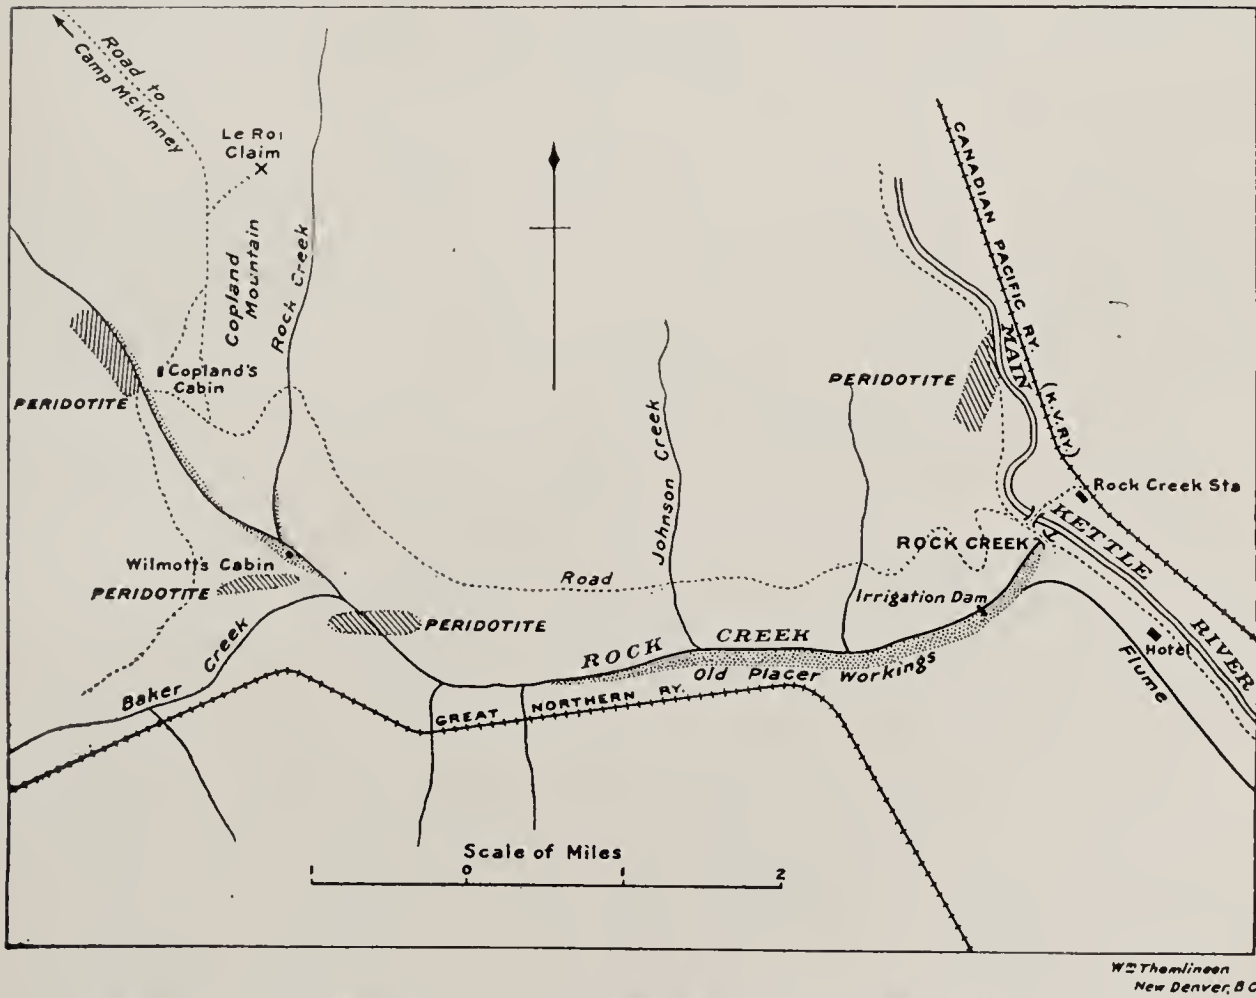 Road to
Camp McKinney
Le Roi
Claim
Copland
Mountain
Rock Creek
Copland's
Cabin
PERIDOTITE
CANADIAN PACIFIC RY.
(K.V.RY.)
MAIN
KETTLE
RIVER
PERIDOTITE
Johnson Creek
Rock Creek Sta
ROCK CREEK
Wilmott's Cabin
PERIDOTITE
Road
Irrigation Dam
PERIDOTITE
Hotel
Flume
ROCK CREEK
Old Placer Workings
Baker Creek
GREAT NORTHERN RY.
Scale of Miles
1 0 1 2
Wm Thomlinson
New Denver, B C